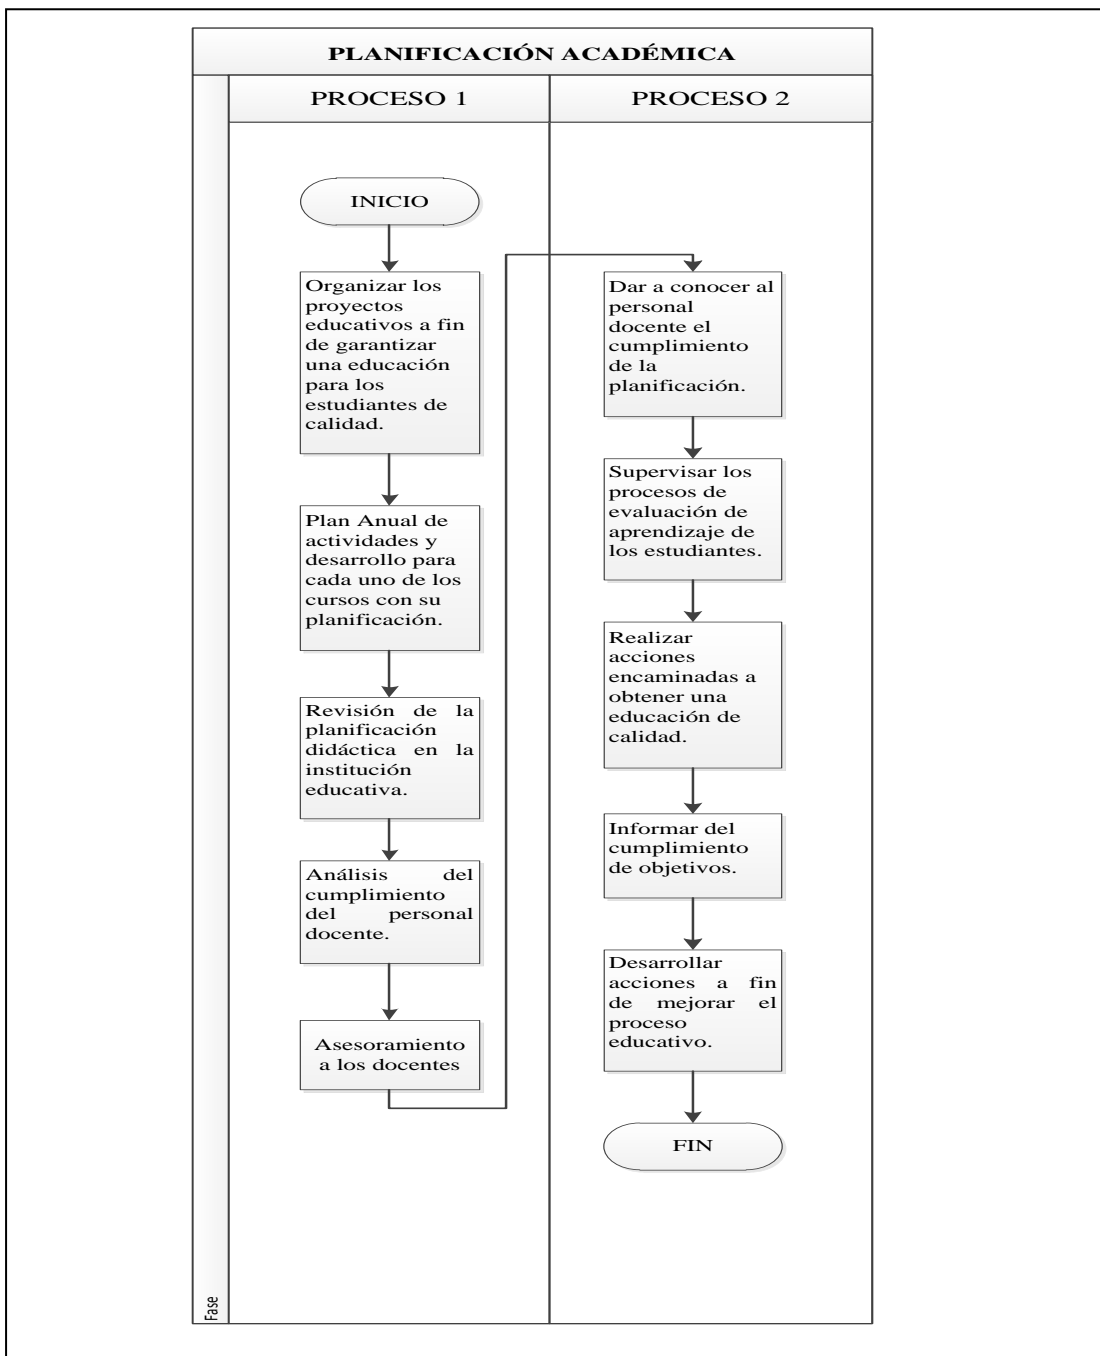 PLANIFICACIÓN ACADÉMICA
PROCESO 1
PROCESO 2
INICIO
Organizar los
proyectos
educativos a fin
de garantizar
una educación
para los
estudiantes de
calidad.
Plan Anual de
actividades y
desarrollo para
cada uno de los
cursos con su
planificación.
Revisión de la
planificación
didáctica en la
institución
educativa.
Análisis del
cumplimiento
del personal
docente.
Asesoramiento
a los docentes
Dar a conocer al
personal
docente el
cumplimiento
de la
planificación.
Supervisar los
procesos de
evaluación de
aprendizaje de
los estudiantes.
Realizar
acciones
encaminadas a
obtener una
educación de
calidad.
Informar del
cumplimiento
de objetivos.
Desarrollar
acciones a fin
de mejorar el
proceso
educativo.
FIN
Fase